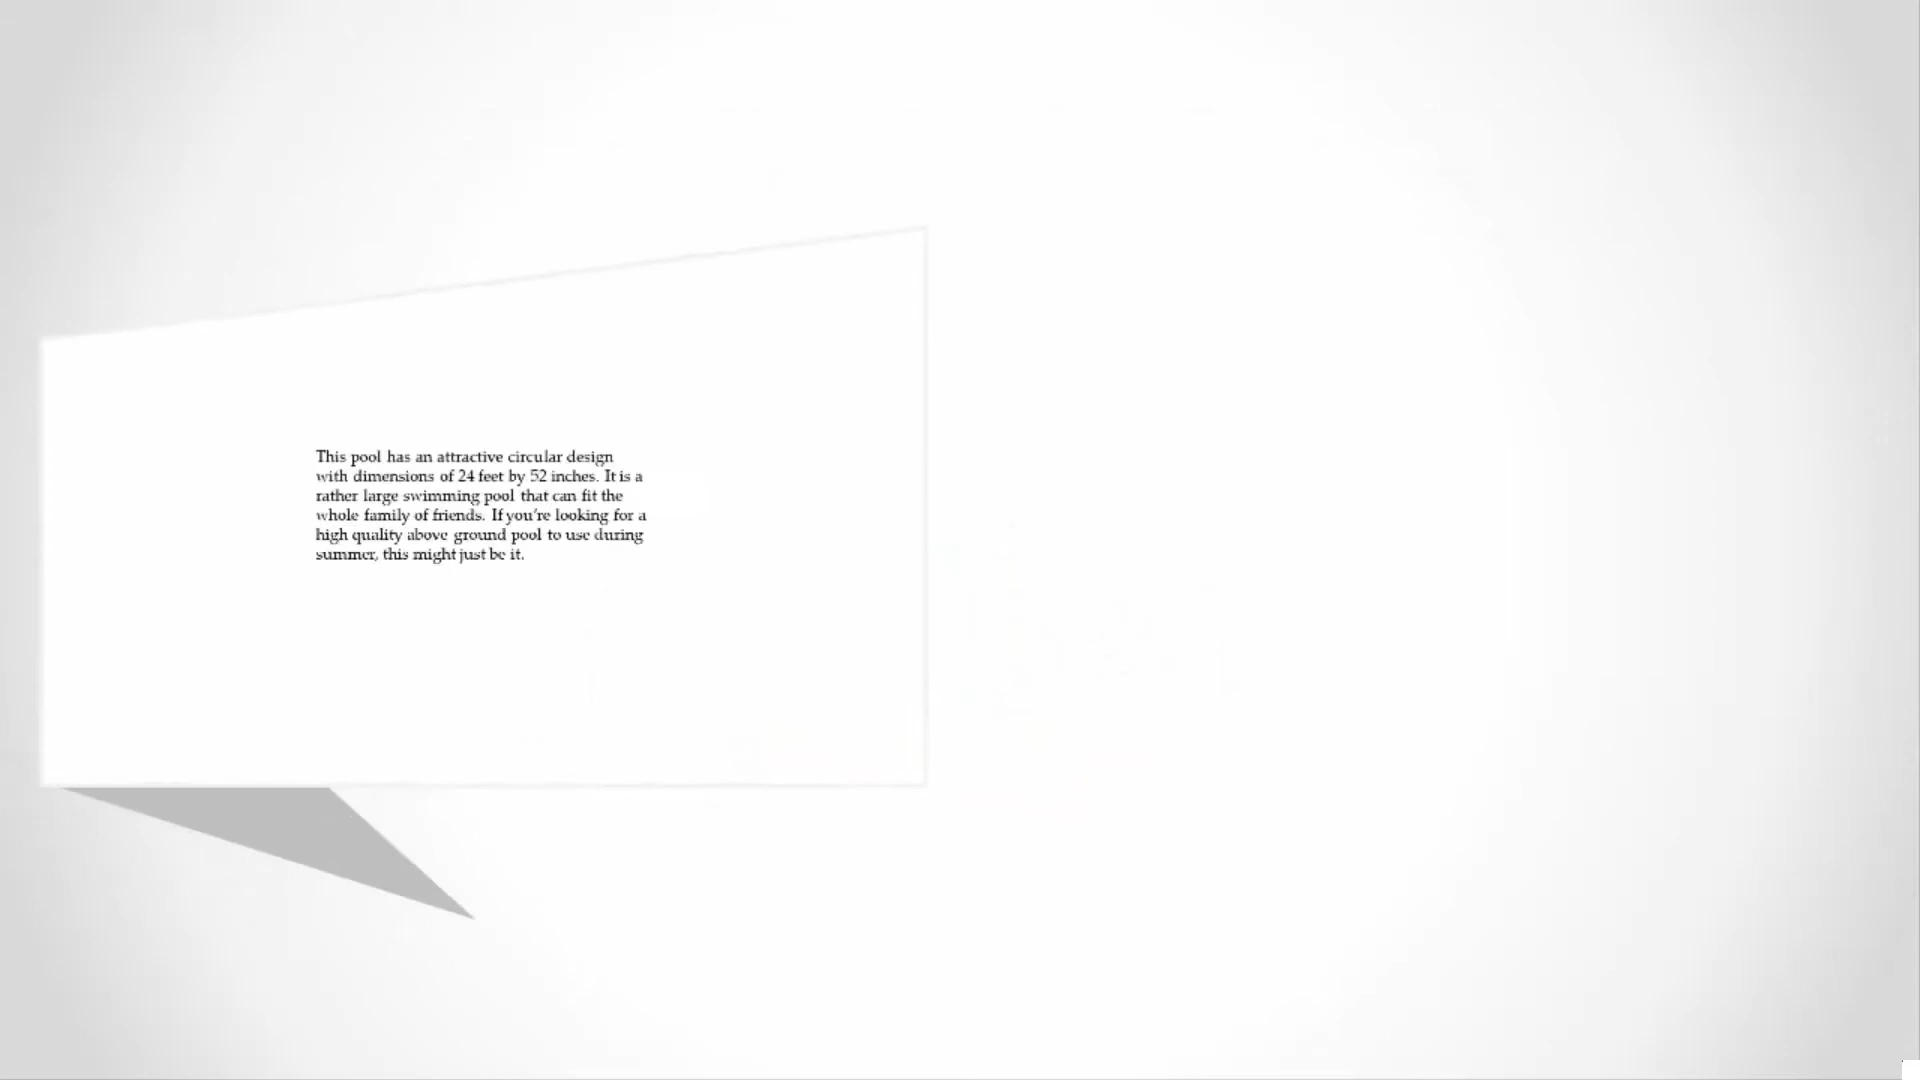 This pool has an attractive circular design
with dimensions of 24 feet by 52 inches. It is a
rather large swimming pool that can fit the
whole family of friends. If you're looking for a
high quality above ground pool to use during
summer, this might just be it.